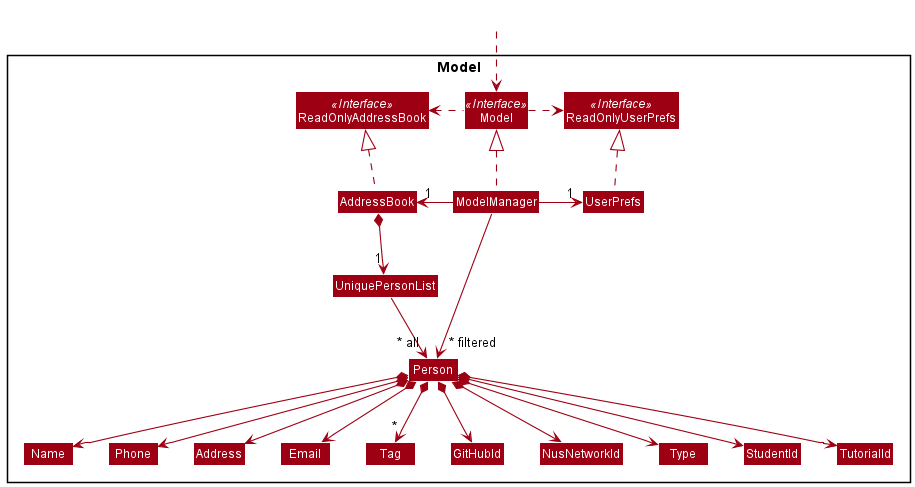 Model
«Interface»
ReadOnlyAddressBook
«Interface»
Model
«Interface»
ReadOnlyUserPrefs
AddressBook
1
ModelManager
1
UserPrefs
1
UniquePersonList
* all
* filtered
Person
*
Name
Phone
Address
Email
Tag
GitHubId
NusNetworkId
Type
StudentId
TutorialId